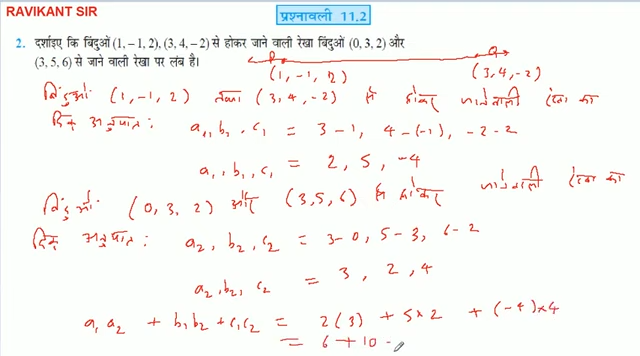 RAVIKANT SIR
प्रश्नावली 11.2
2. दर्शाइए कि बिंदुओं (1, –1, 2), (3, 4, –2) से होकर जाने वाली रेखा बिंदुओं (0, 3, 2) और
(3, 5, 6) से जाने वाली रेखा पर लंब है।
P Q
(1, -1, 2) (3, 4, -2)
बिंदुओं (1, -1, 2) तथा (3, 4, -2) से होकर जानेवाली रेखा का
दिक् अनुपात: a₁, b₁, c₁ = 3-1, 4-(-1), -2-2
a₁, b₁, c₁ = 2, 5, -4
बिंदुओं (0, 3, 2) और (3, 5, 6) से होकर जानेवाली रेखा का
दिक् अनुपात: a₂, b₂, c₂ = 3-0, 5-3, 6-2
a₂, b₂, c₂ = 3, 2, 4
a₁a₂ + b₁b₂ + c₁c₂ = 2(3) + 5×2 + (-4)×4
= 6 + 10 -